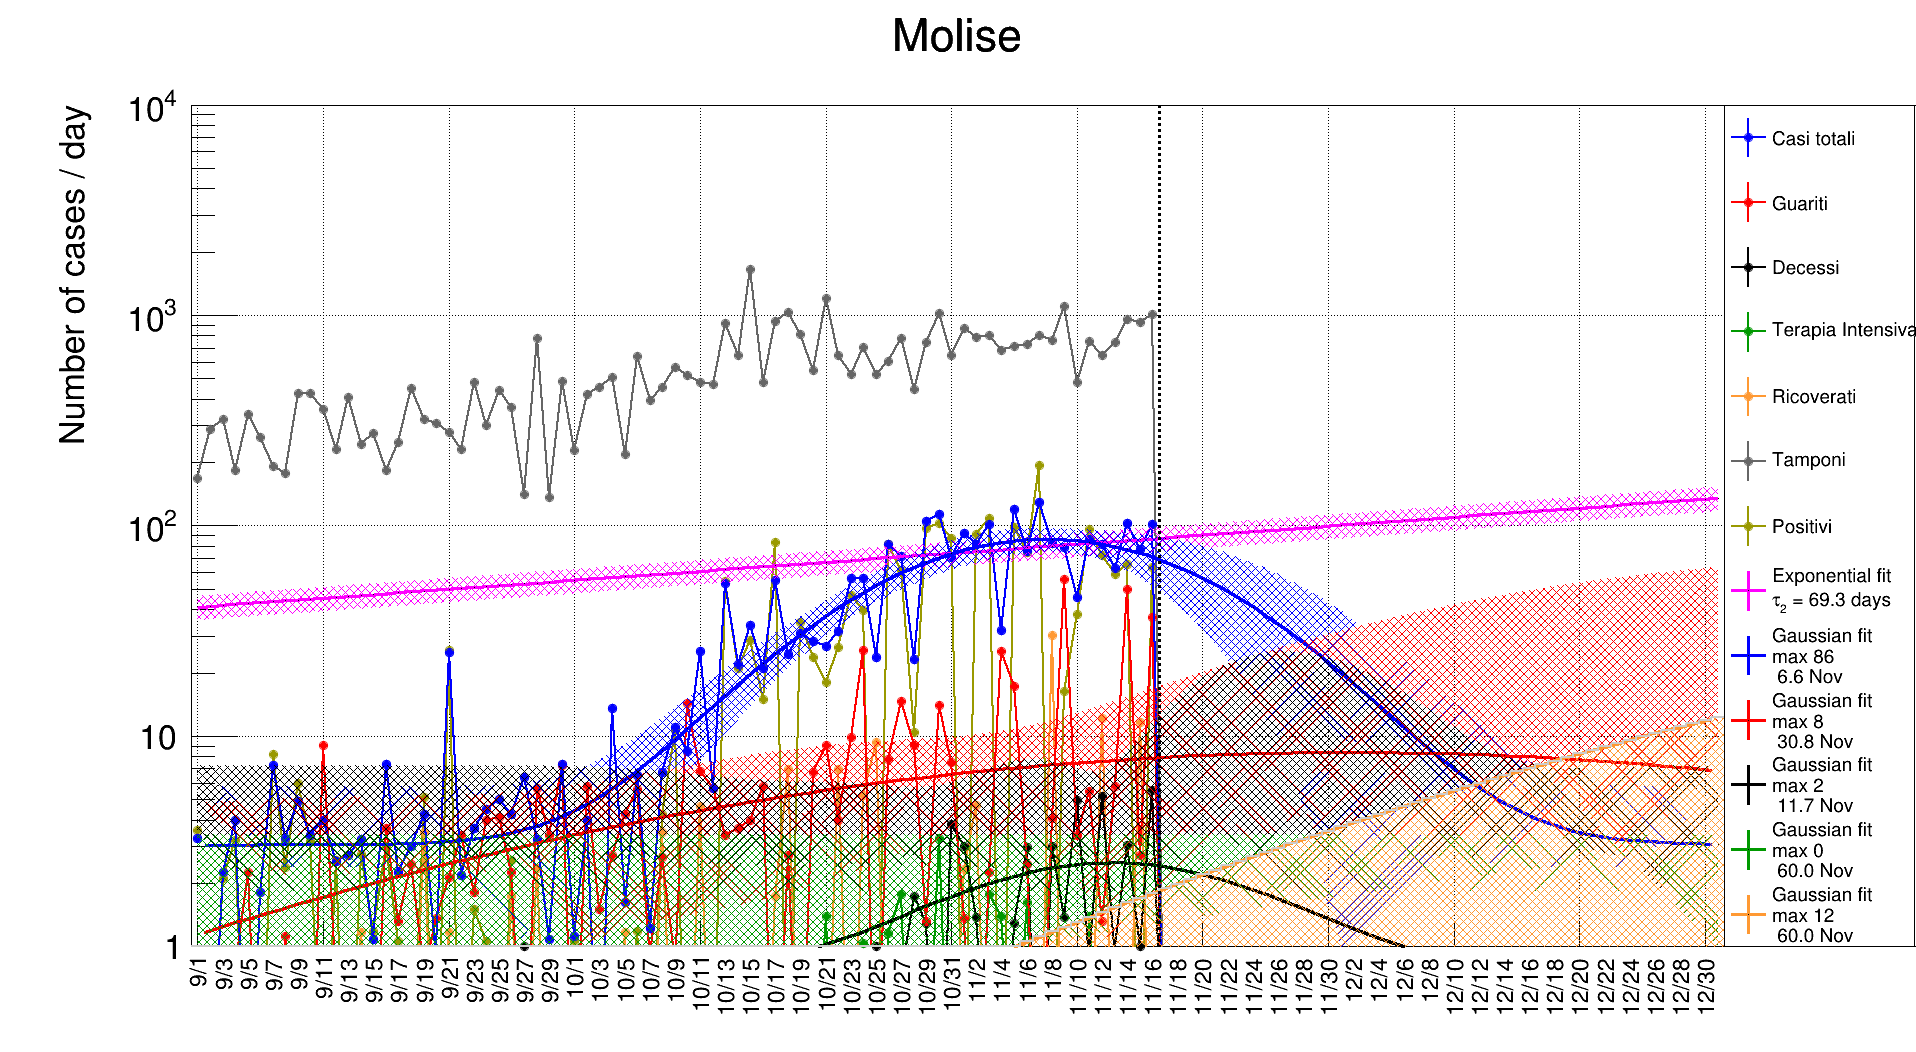 Molise
Number of cases / day
10^4
10^3
10^2
10
1
9/1
9/3
9/5
9/7
9/9
9/11
9/13
9/15
9/17
9/19
9/21
9/23
9/25
9/27
9/29
10/1
10/3
10/5
10/7
10/9
10/11
10/13
10/15
10/17
10/19
10/21
10/23
10/25
10/27
10/29
10/31
11/2
11/4
11/6
11/8
11/10
11/12
11/14
11/16
11/18
11/20
11/22
11/24
11/26
11/28
11/30
12/2
12/4
12/6
12/8
12/10
12/12
12/14
12/16
12/18
12/20
12/22
12/24
12/26
12/28
12/30
Casi totali
Guariti
Decessi
Terapia Intensiva
Ricoverati
Tamponi
Positivi
Exponential fit
τ_2 = 69.3 days
Gaussian fit
max 86
6.6 Nov
Gaussian fit
max 8
30.8 Nov
Gaussian fit
max 2
11.7 Nov
Gaussian fit
max 0
60.0 Nov
Gaussian fit
max 12
60.0 Nov